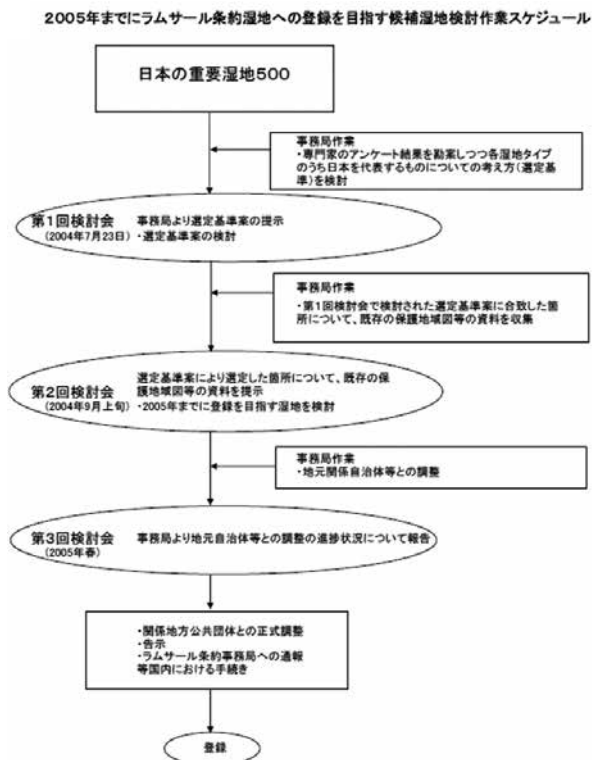 2005年までにラムサール条約湿地への登録を目指す候補湿地検討作業スケジュール
日本の重要湿地500
事務局作業
・専門家のアンケート結果を勘案しつつ各湿地タイプ
のうち日本を代表するものについての考え方(選定基
準)を検討
第1回検討会 事務局より選定基準案の提示
(2004年7月23日) ・選定基準案の検討
事務局作業
・第1回検討会で検討された選定基準案に合致した箇
所について、既存の保護地域図等の資料を収集
選定基準案により選定した箇所について、既存の保
第2回検討会 護地域図等の資料を提示
(2004年9月上旬) ・2005年までに登録を目指す湿地を検討
事務局作業
・地元関係自治体等との調整
第3回検討会 事務局より地元自治体等との調整の進捗状況について報告
(2005年春)
・関係地方公共団体との正式調整
・告示
・ラムサール条約事務局への通報
等国内における手続き
登録